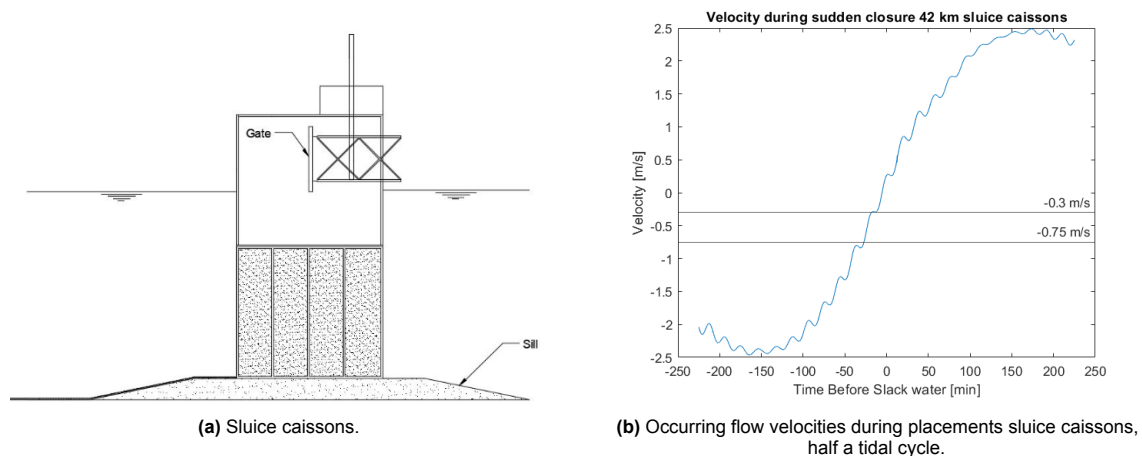 Gate
Sill
(a) Sluice caissons.
Velocity during sudden closure 42 km sluice caissons
2.5
2
1.5
1
0.5
0
-0.5
-1
-1.5
-2
-2.5
Velocity [m/s]
-0.3 m/s
-0.75 m/s
-250 -200 -150 -100 -50 0 50 100 150 200 250
Time Before Slack water [min]
(b) Occurring flow velocities during placements sluice caissons,
half a tidal cycle.